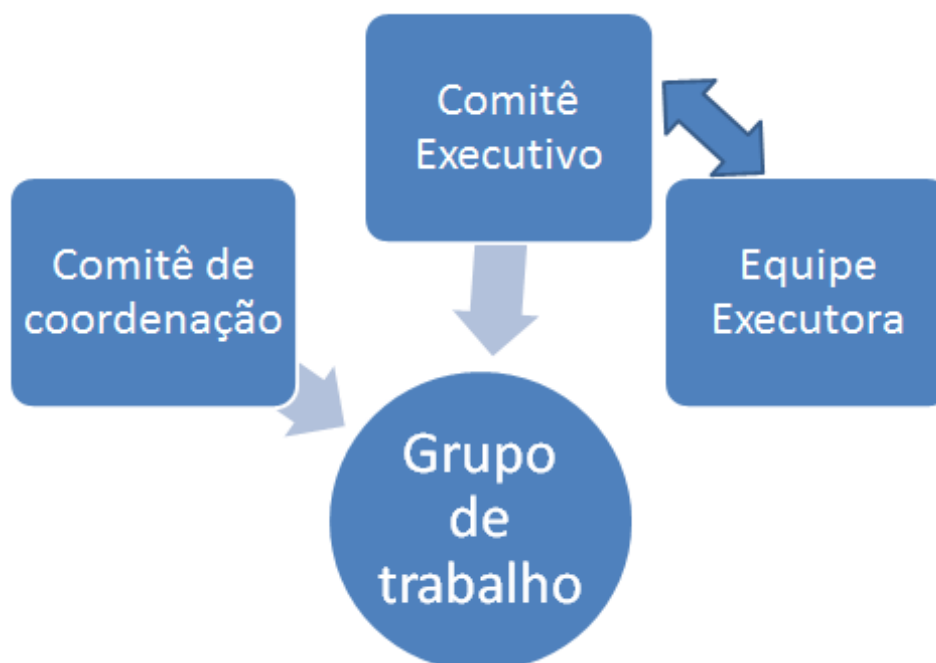 Comitê
Executivo
Comitê de
coordenação
Equipe
Executora
Grupo
de
trabalho